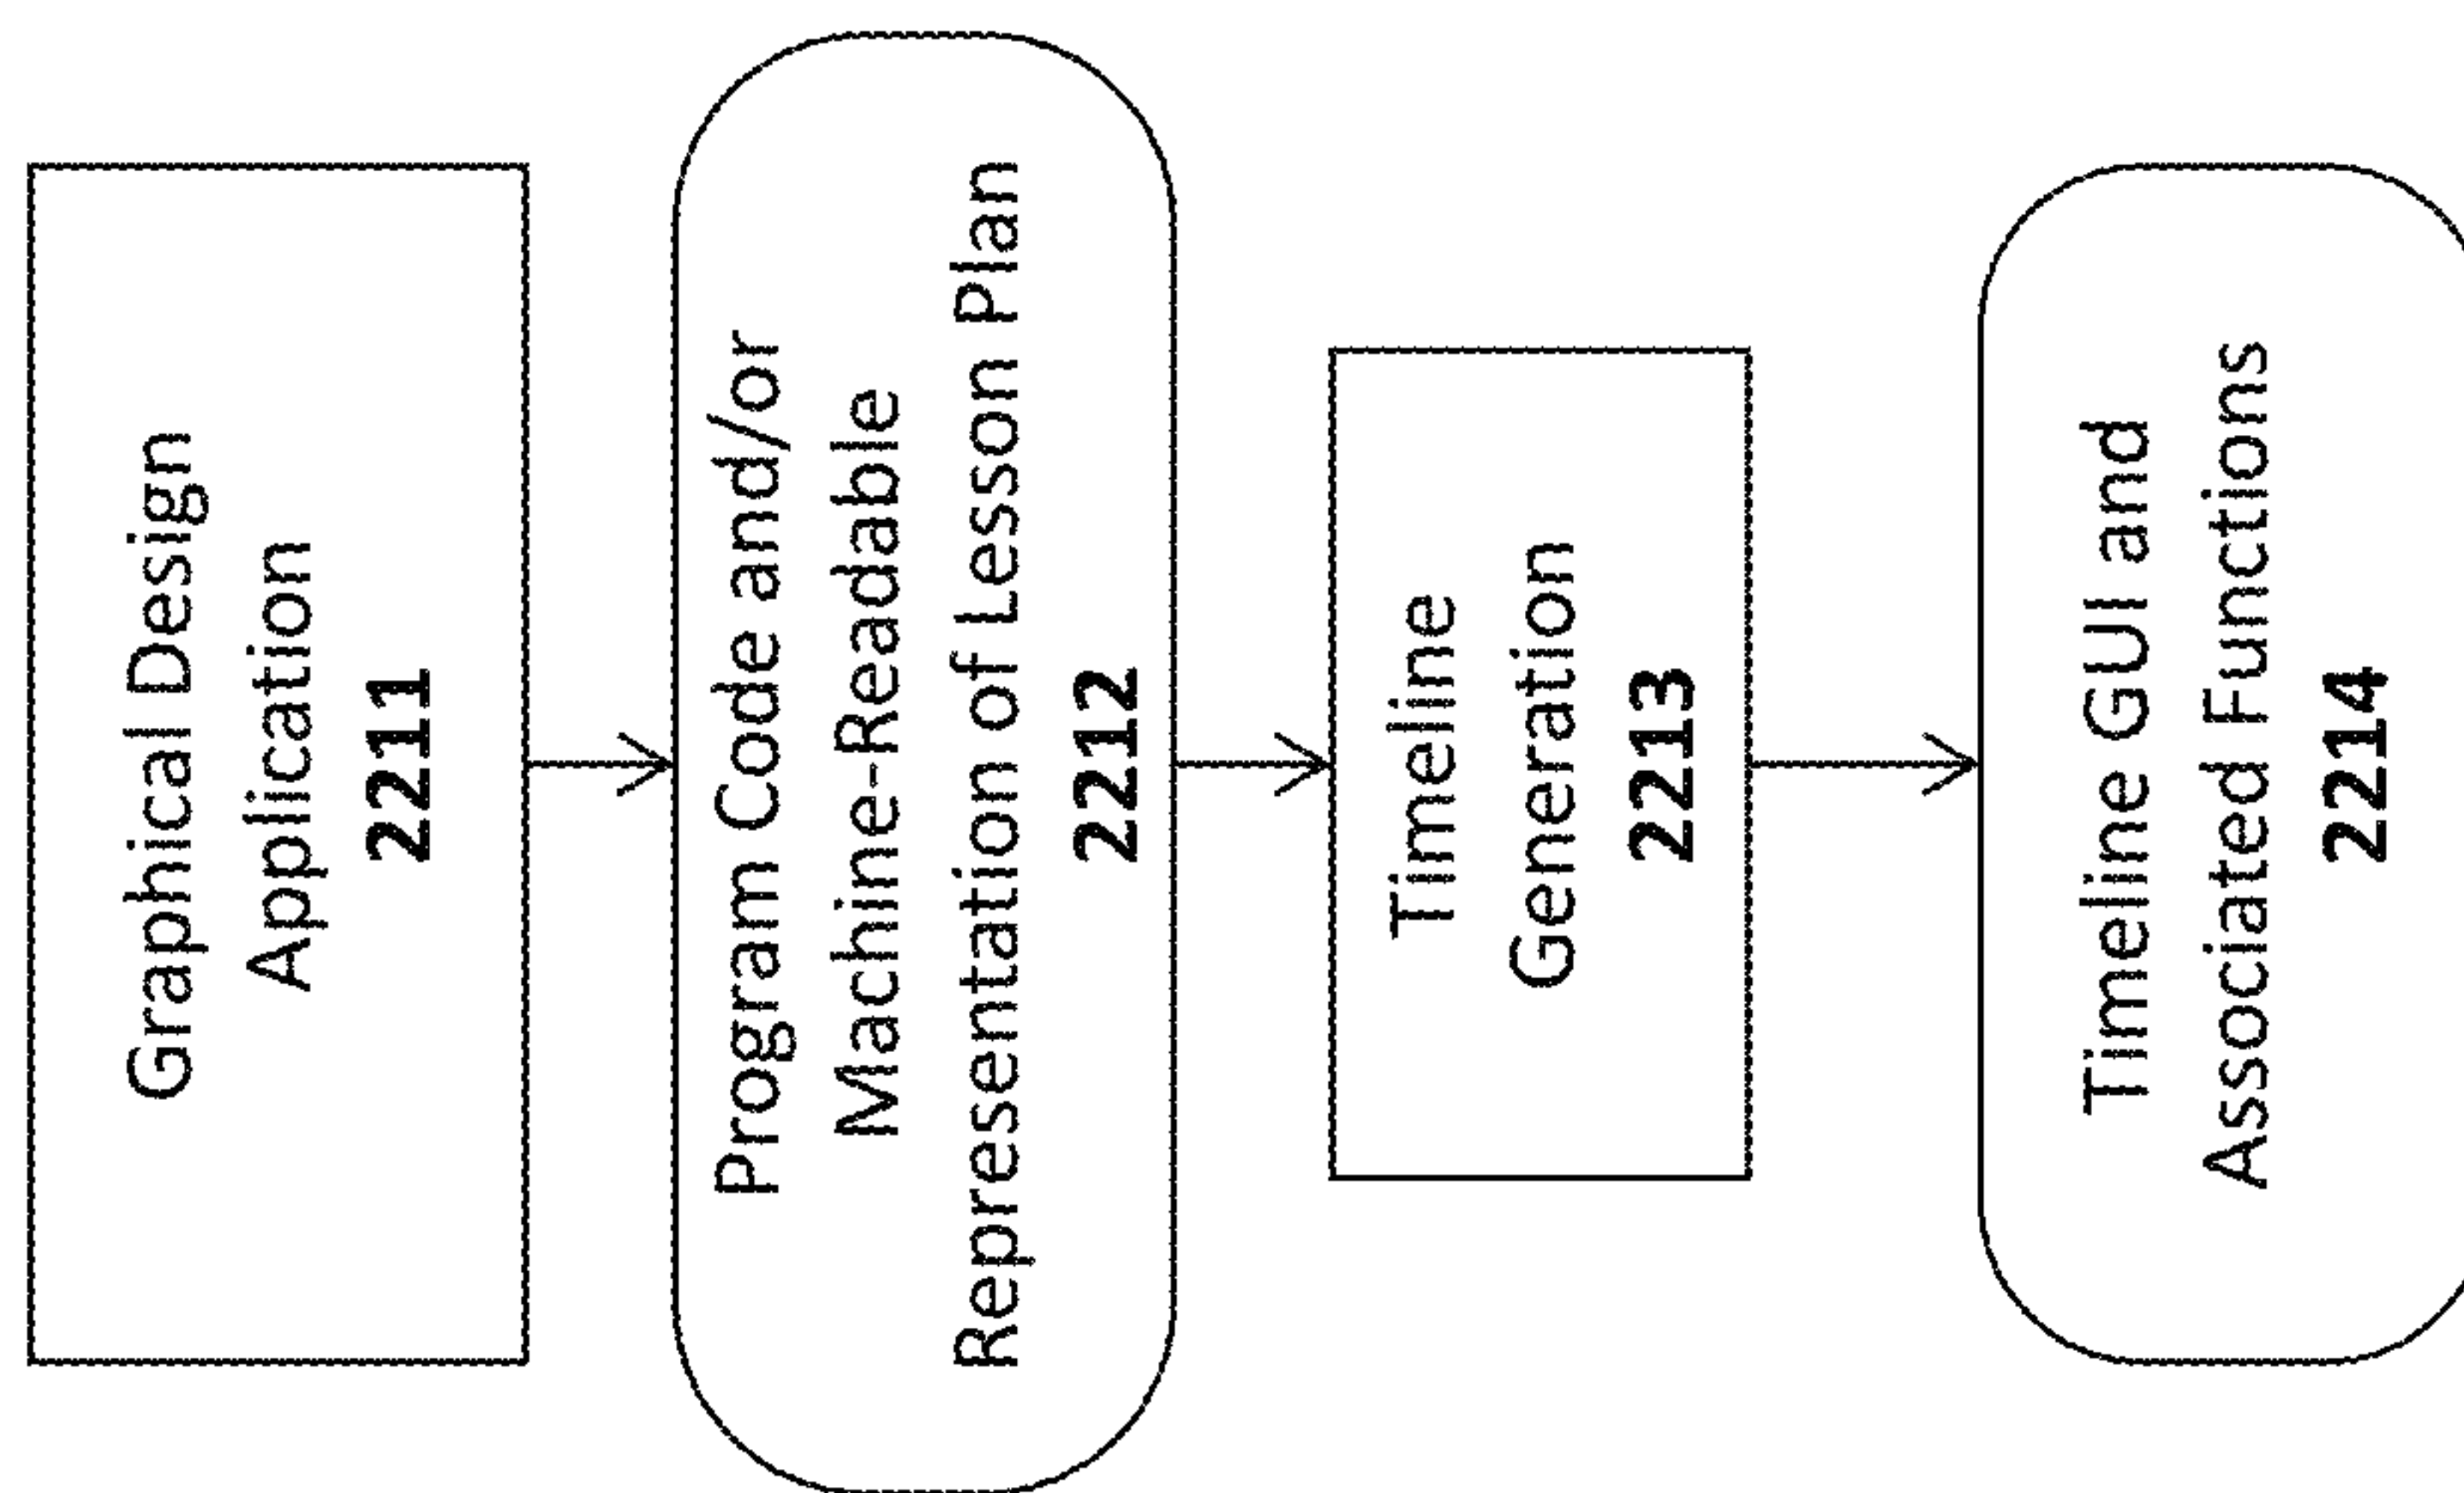 Graphical Design
Application
2211
Program Code and/or
Machine-Readable
Representation of Lesson Plan
2212
Timeline
Generation
2213
Timeline GUI and
Associated Functions
2214